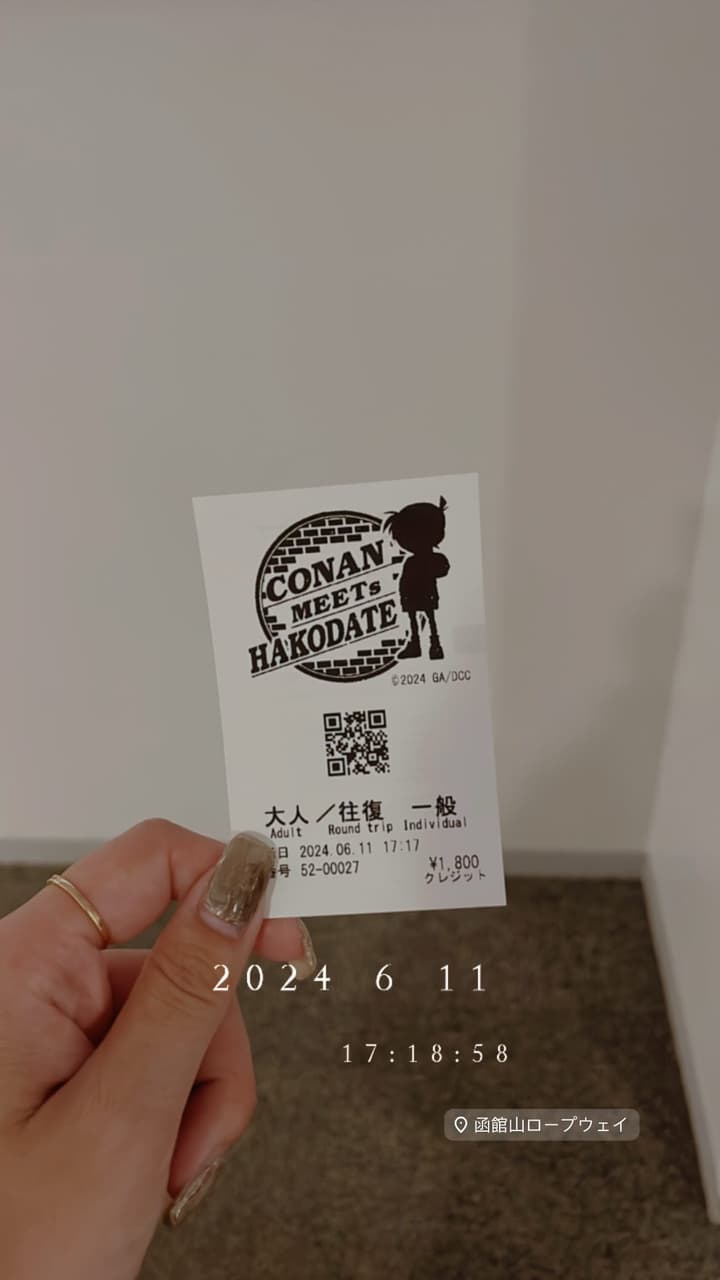 CONAN
MEETS
HAKODATE
©2024 GA/DCC
大人／往復 一般
Adult Round trip Individual
日 2024.06.11 17:17
号 52-00027
¥1,800
クレジット
2024 6 11
17:18:58
函館山ロープウェイ